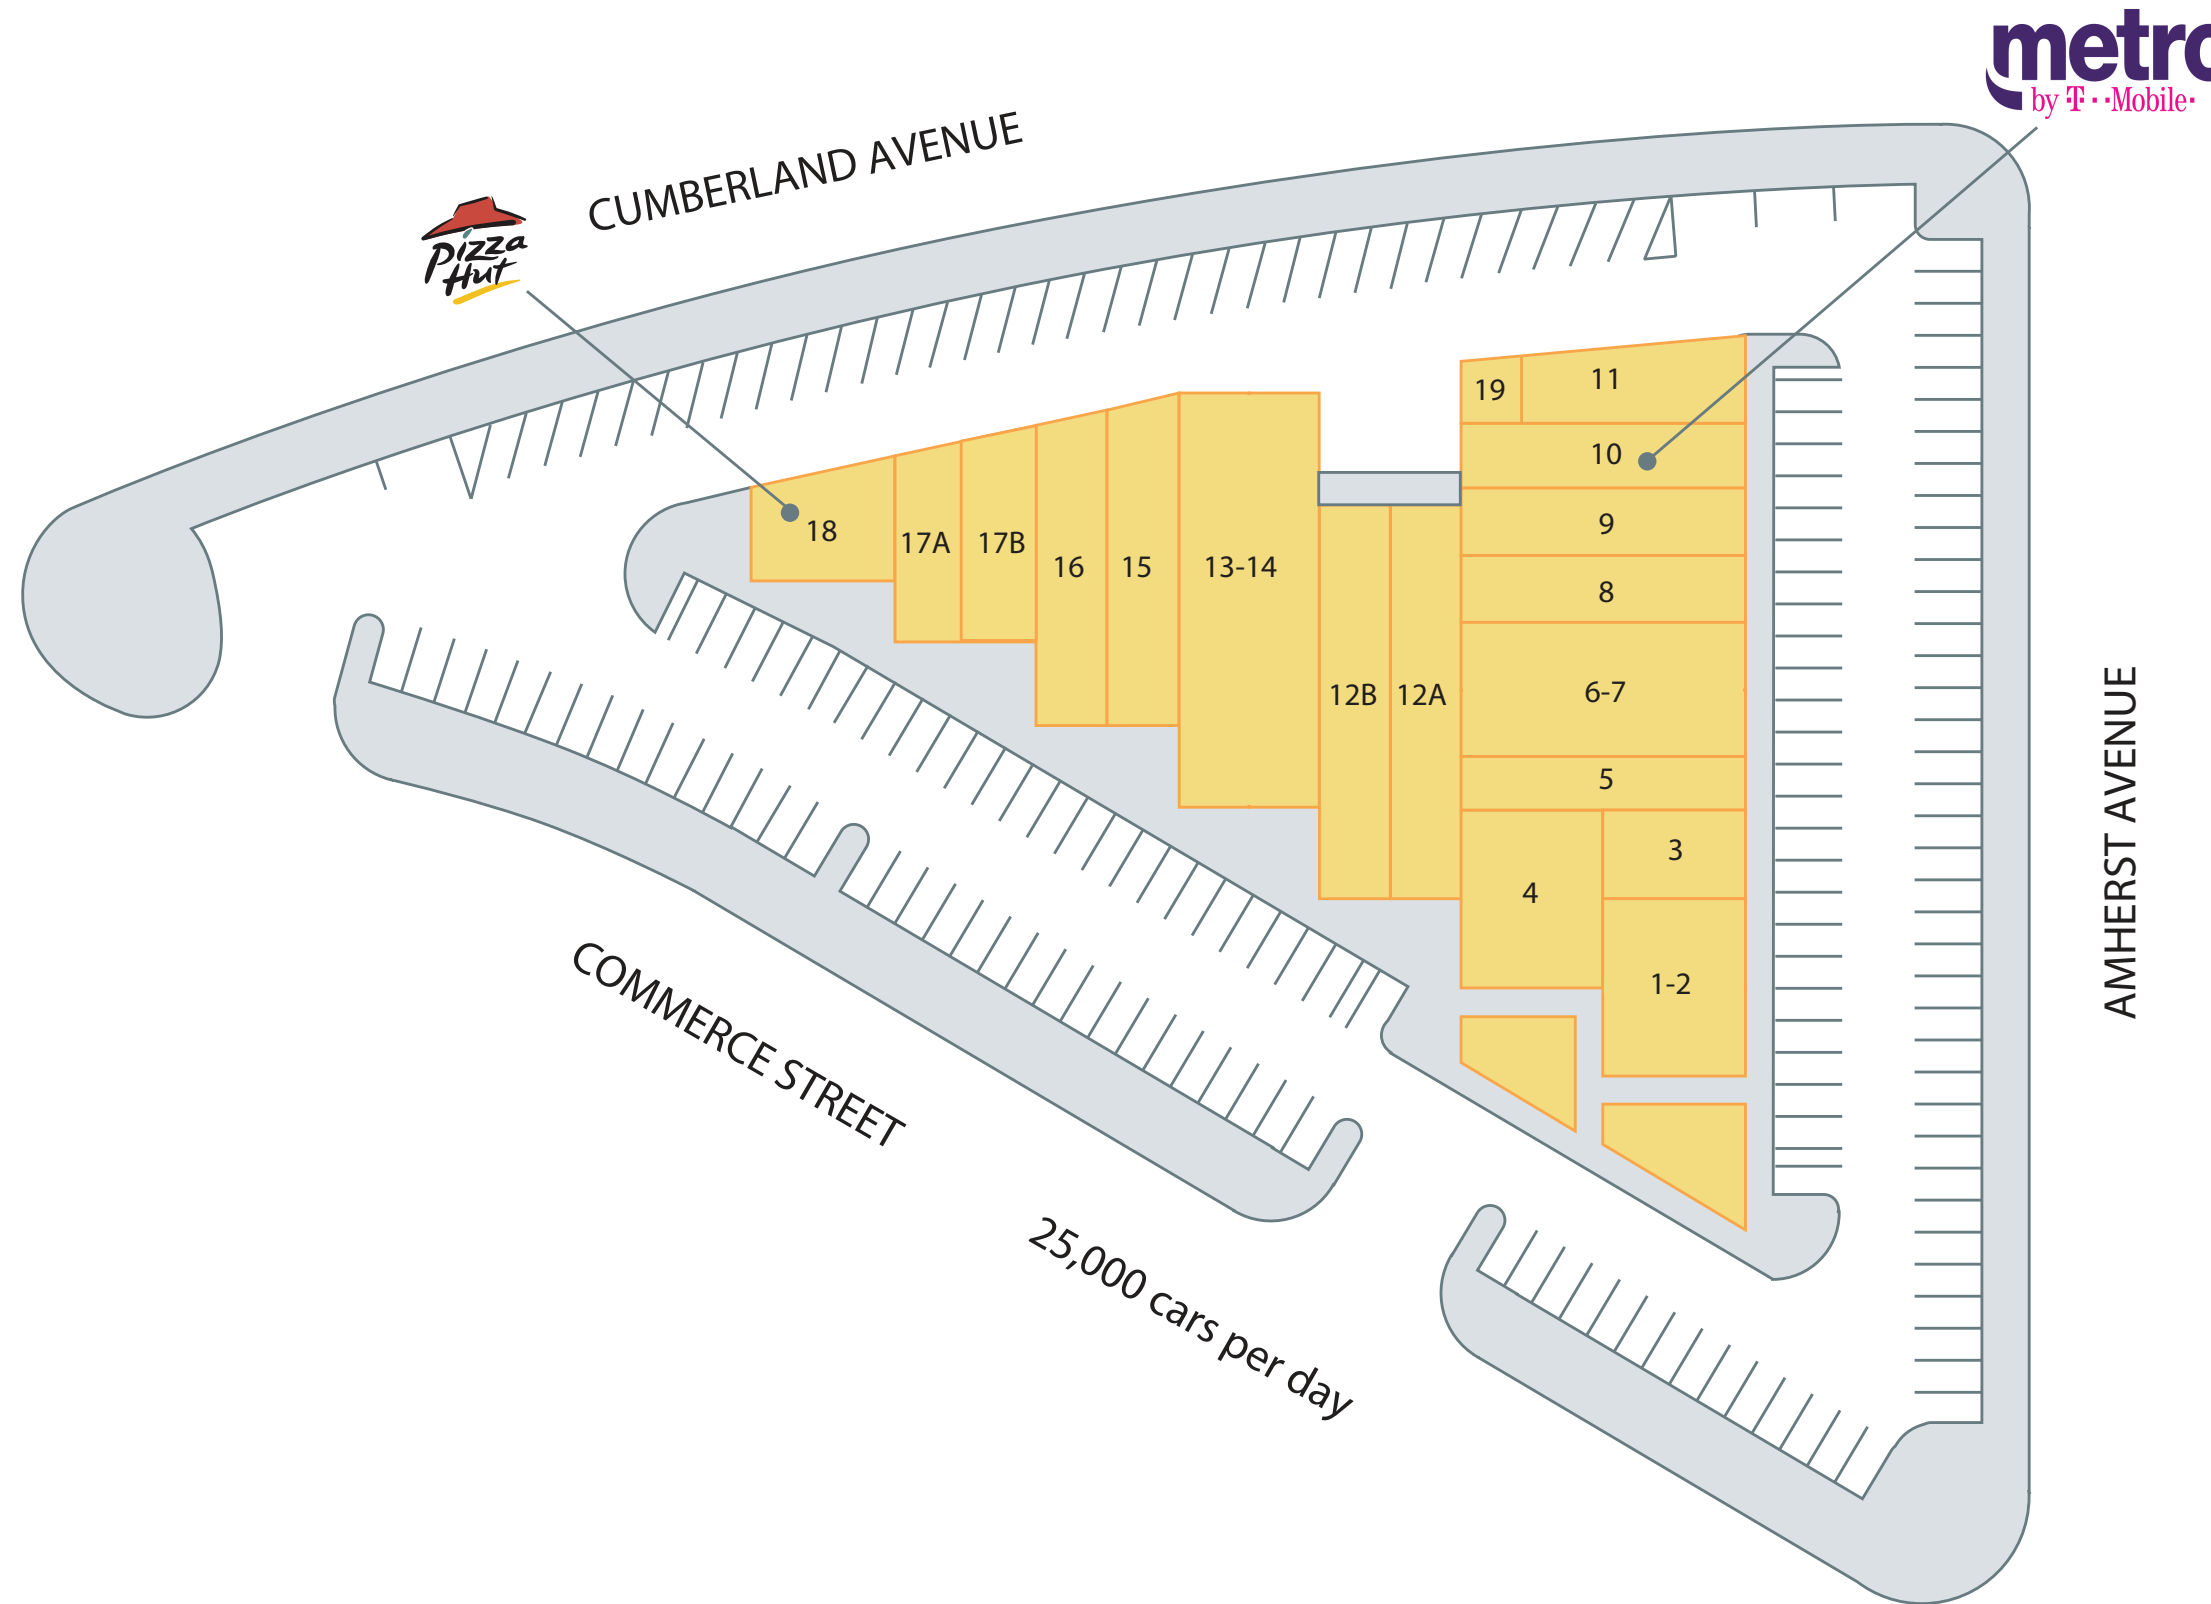 metro
by T-Mobile
CUMBERLAND AVENUE
Pizza
Hut
19
11
10
9
8
6-7
5
4
3
1-2
18
17A
17B
16
15
13-14
12B
12A
AMHERST AVENUE
COMMERCE STREET
25,000 cars per day